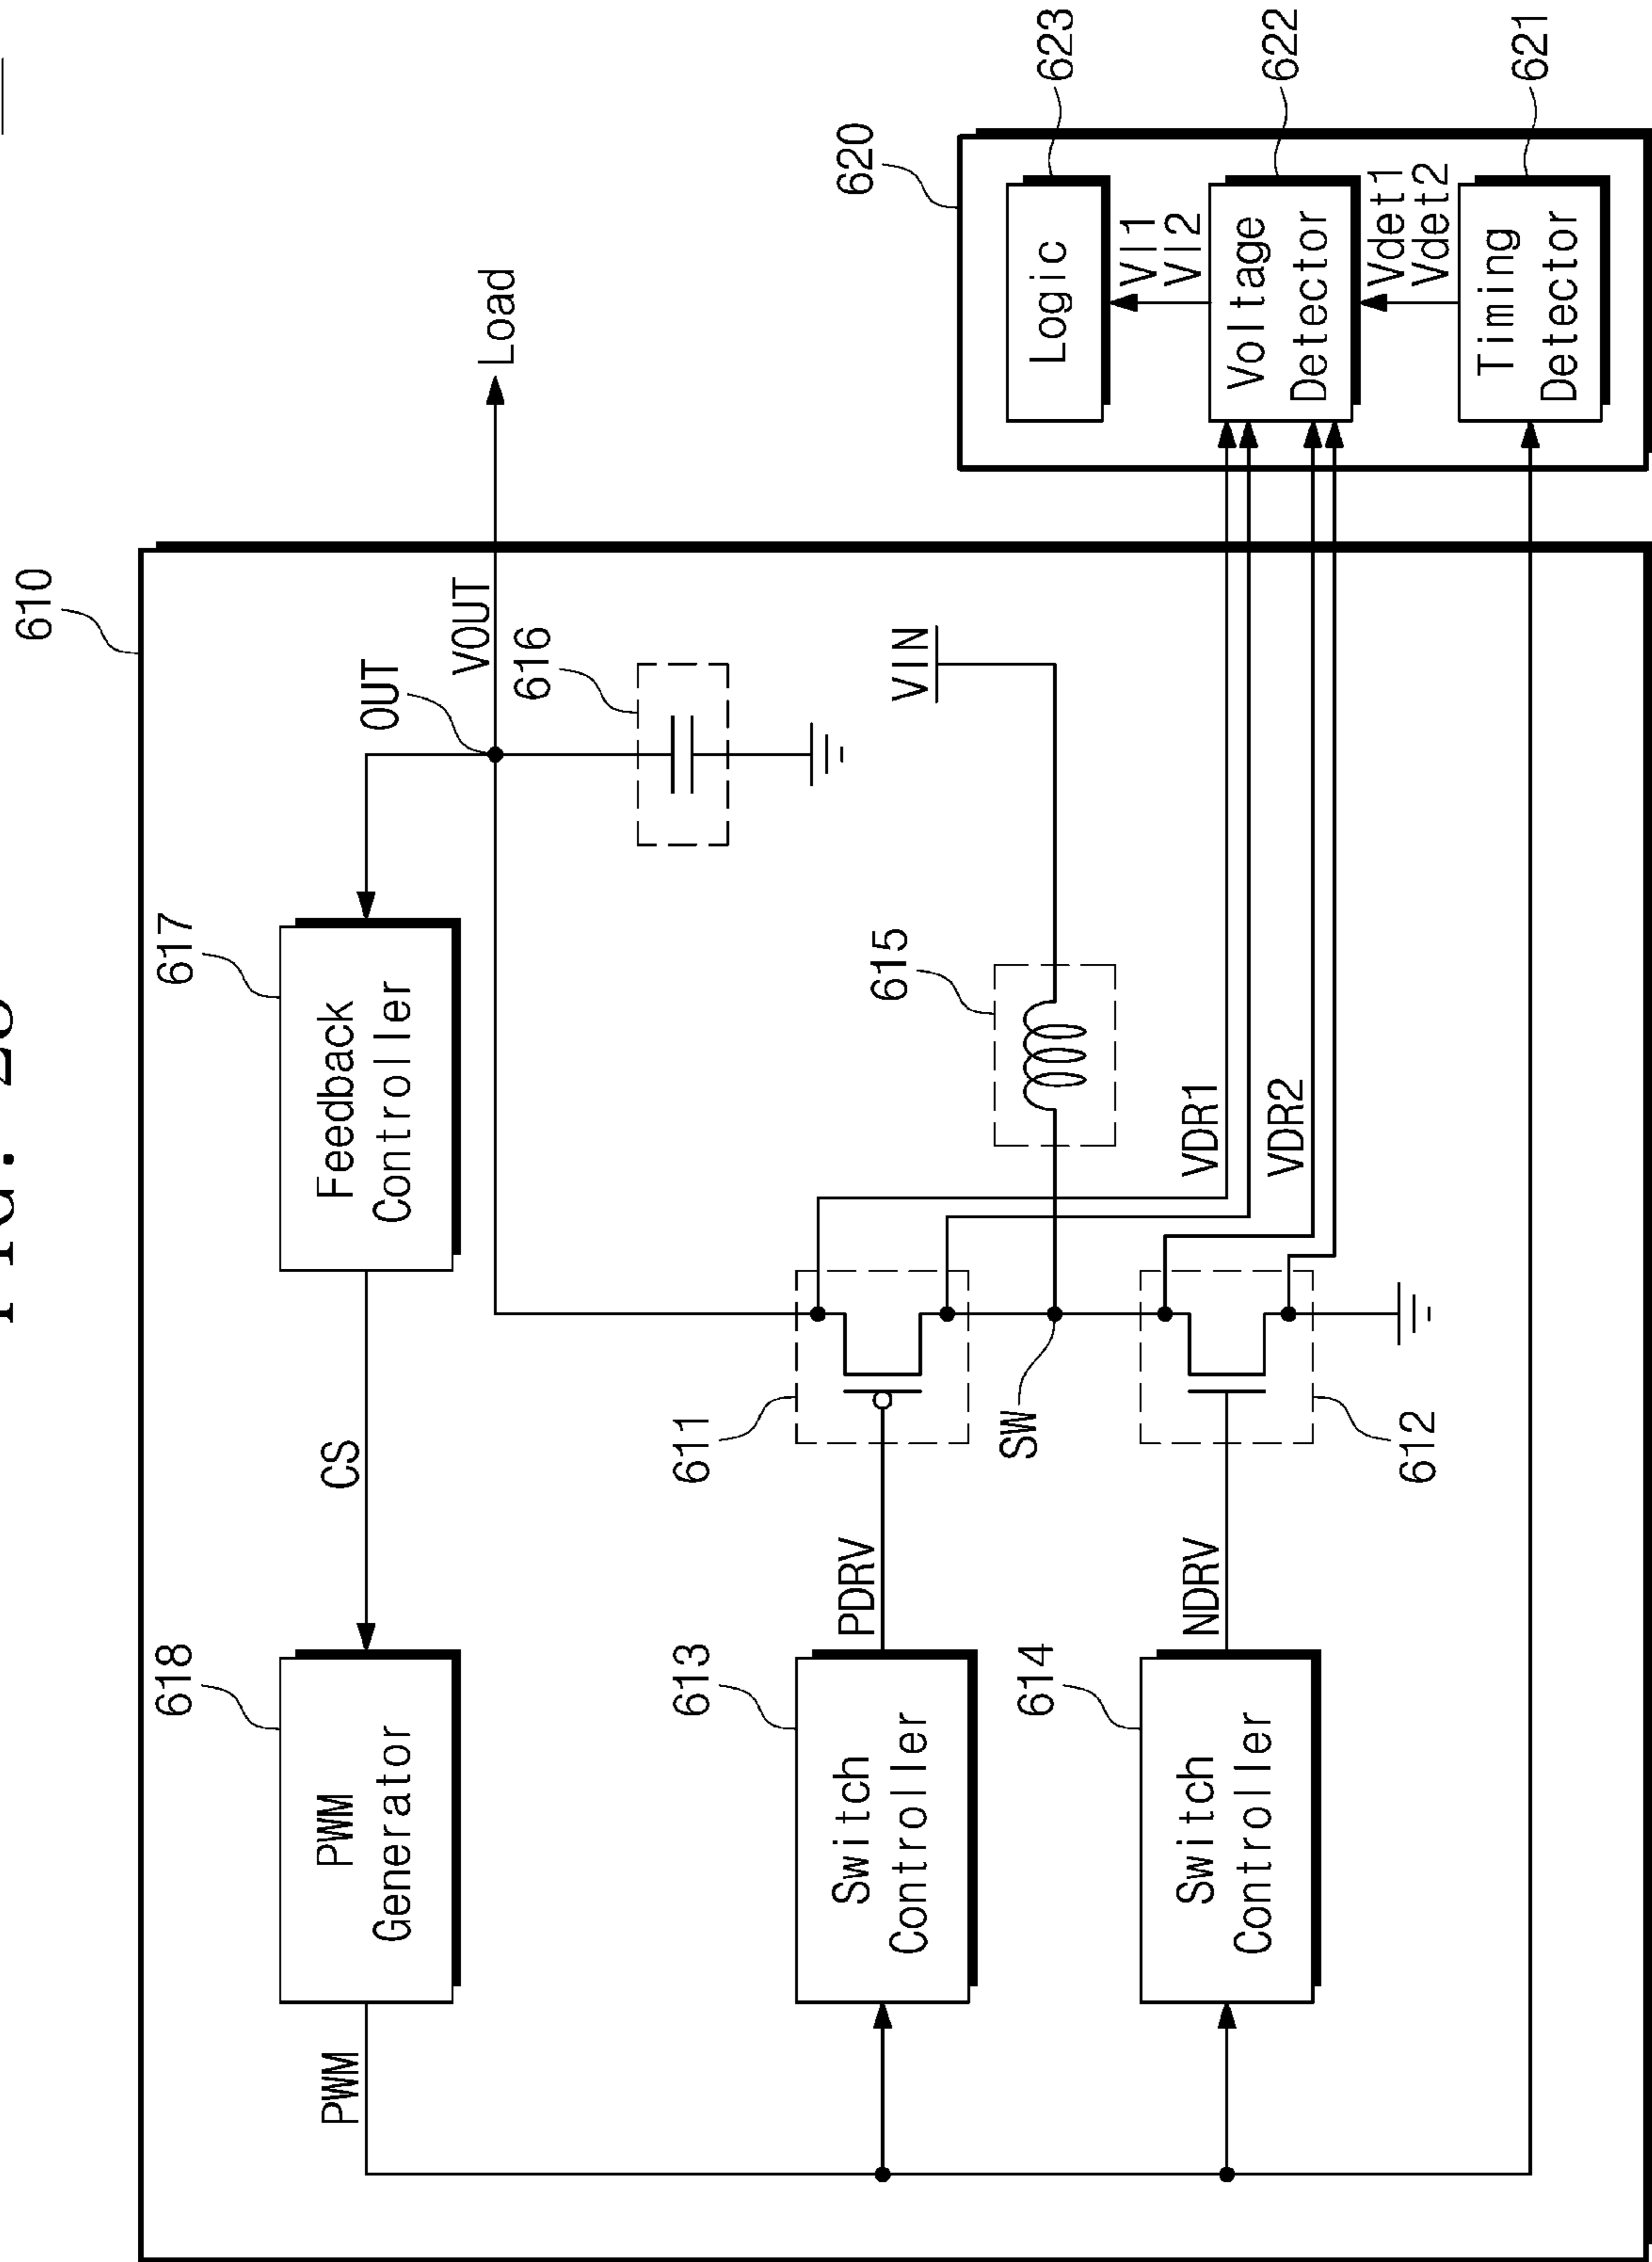 FIG.
610
PWM
618
PWM
Generator
CS
617
Feedback
Controller
OUT
VOUT
Load
616
613
Switch
Controller
PDRV
611
SW
615
VIN
614
Switch
Controller
NDRV
612
VDR1
VDR2
620
Logic
623
VI1
VI2
Voltage
Detector
622
Vdet1
Vdet2
Timing
Detector
621